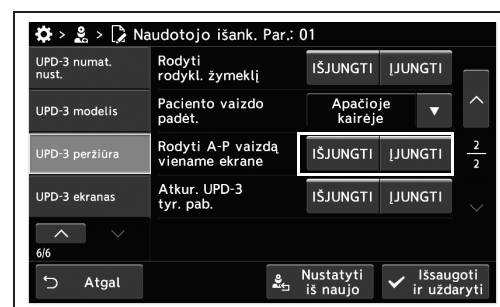 > > Naudotojo išank. Par.: 01
UPD-3 numat.
nust.
Rodyti
rodykl. žymeklį
IŠJUNGTI ĮJUNGTI
UPD-3 modelis
Paciento vaizdo
padėt.
Apačioje
kairėje
UPD-3 peržiūra
Rodyti A-P vaizdą
viename ekrane
IŠJUNGTI ĮJUNGTI
2
2
UPD-3 ekranas
Atkur. UPD-3
tyr. pab.
IŠJUNGTI ĮJUNGTI
6/6
Atgal
Nustatyti
iš naujo
Išsaugoti
ir uždaryti